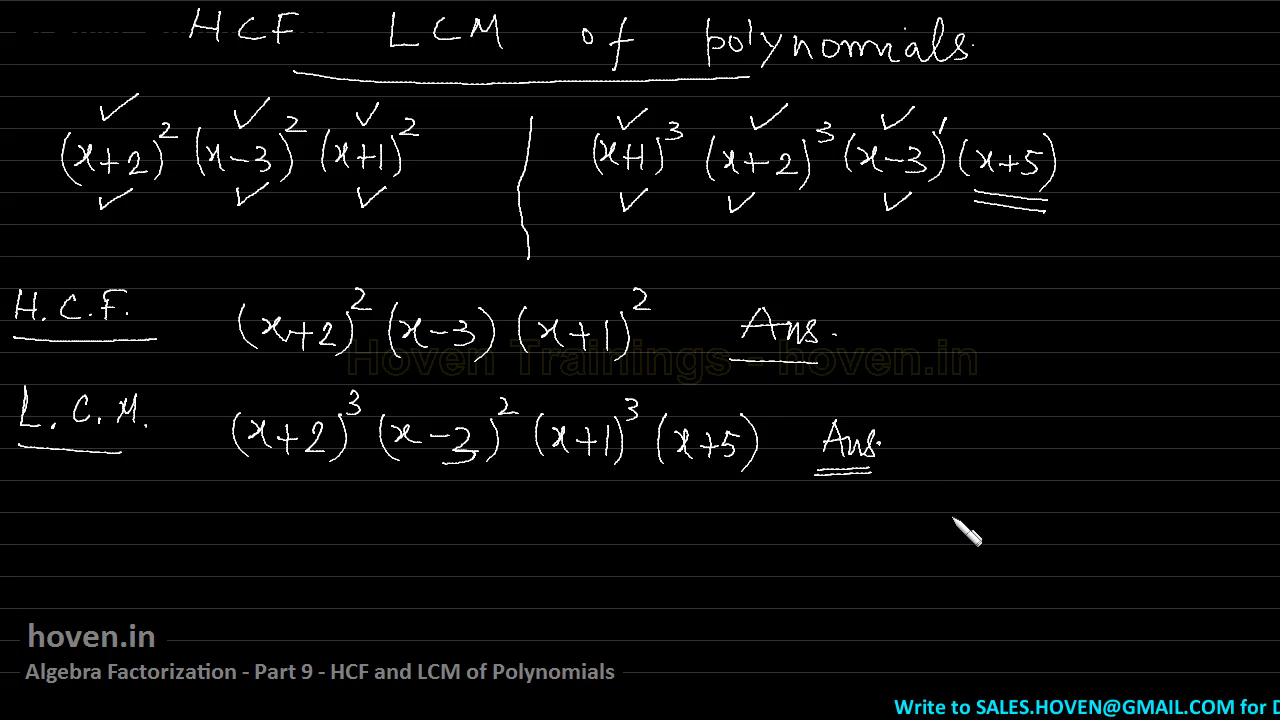 HCF LCM of polynomials.
(x+2)² (x-3)² (x+1)² | (x+1)³ (x+2)³ (x-3)¹ (x+5)
H.C.F. (x+2)² (x-3) (x+1)² Ans.
Hoven Trainings - hoven.in
L.C.M. (x+2)³ (x-3)² (x+1)³ (x+5) Ans.
hoven.in
Algebra Factorization - Part 9 - HCF and LCM of Polynomials
Write to SALES.HOVEN@GMAIL.COM for